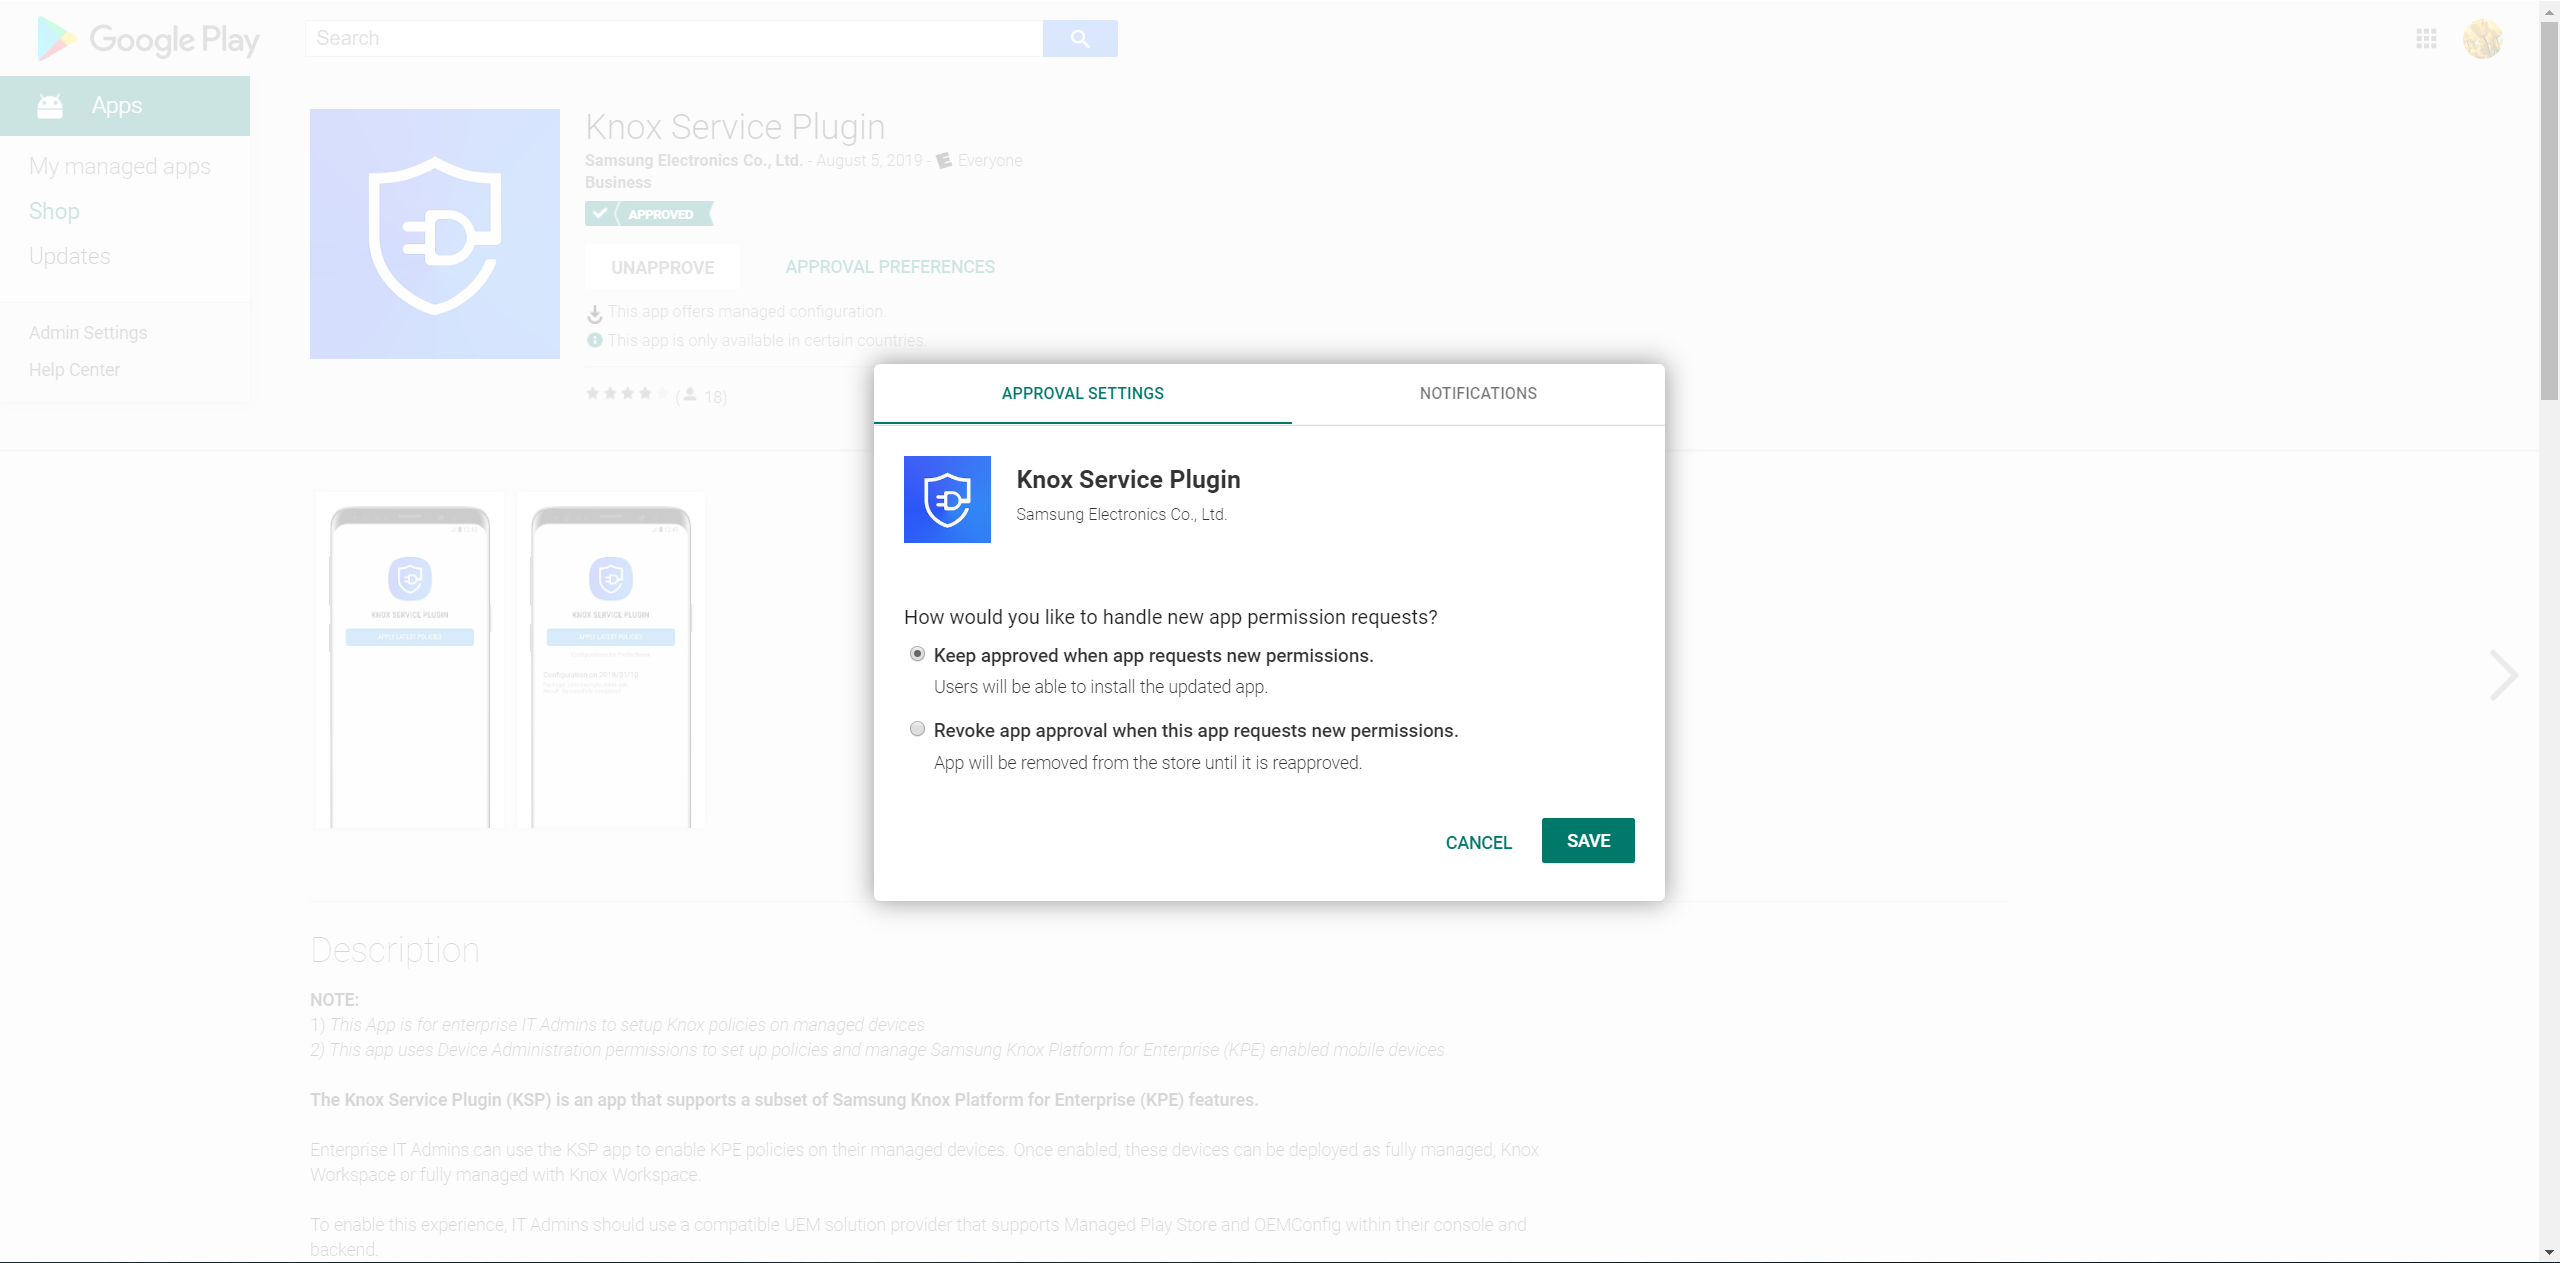 Google Play
Search
Apps
My managed apps
Shop
Updates
Admin Settings
Help Center
Knox Service Plugin
Samsung Electronics Co., Ltd. - August 5, 2019 - Everyone
Business
APPROVED
UNAPPROVE
APPROVAL PREFERENCES
This app offers managed configuration
This app is only available in certain countries.
( 18)
APPROVAL SETTINGS
NOTIFICATIONS
Knox Service Plugin
Samsung Electronics Co., Ltd.
How would you like to handle new app permission requests?
Keep approved when app requests new permissions.
Users will be able to install the updated app.
Revoke app approval when this app requests new permissions.
App will be removed from the store until it is reapproved.
CANCEL
SAVE
KNOX SERVICE PLUGIN
APPLY LATEST POLICIES
KNOX SERVICE PLUGIN
APPLY LATEST POLICIES
Configuration on 2019/01/18
Description
NOTE:
1) This App is for enterprise IT Admins to setup Knox policies on managed devices
2) This app uses Device Administration permissions to set up policies and manage Samsung Knox Platform for Enterprise (KPE) enabled mobile devices
The Knox Service Plugin (KSP) is an app that supports a subset of Samsung Knox Platform for Enterprise (KPE) features.
Enterprise IT Admins can use the KSP app to enable KPE policies on their managed devices. Once enabled, these devices can be deployed as fully managed, Knox
Workspace or fully managed with Knox Workspace.
To enable this experience, IT Admins should use a compatible UEM solution provider that supports Managed Play Store and OEMConfig within their console and
backend.